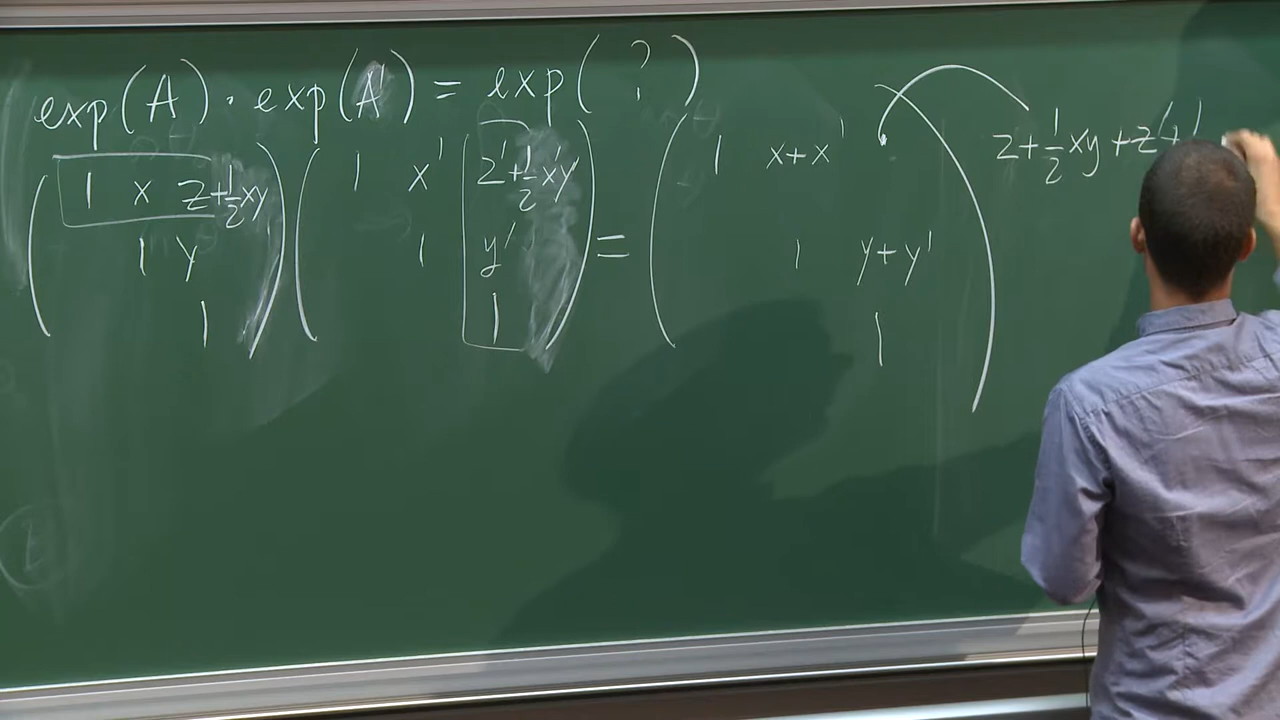 exp(A) · exp(A') = exp( ? )
( 1 x z+½xy ) ( 1 x' z'+½x'y' ) = ( 1 x+x' ) z+½xy+z'+
1 y 1 y' 1 y+y'
1 1 1